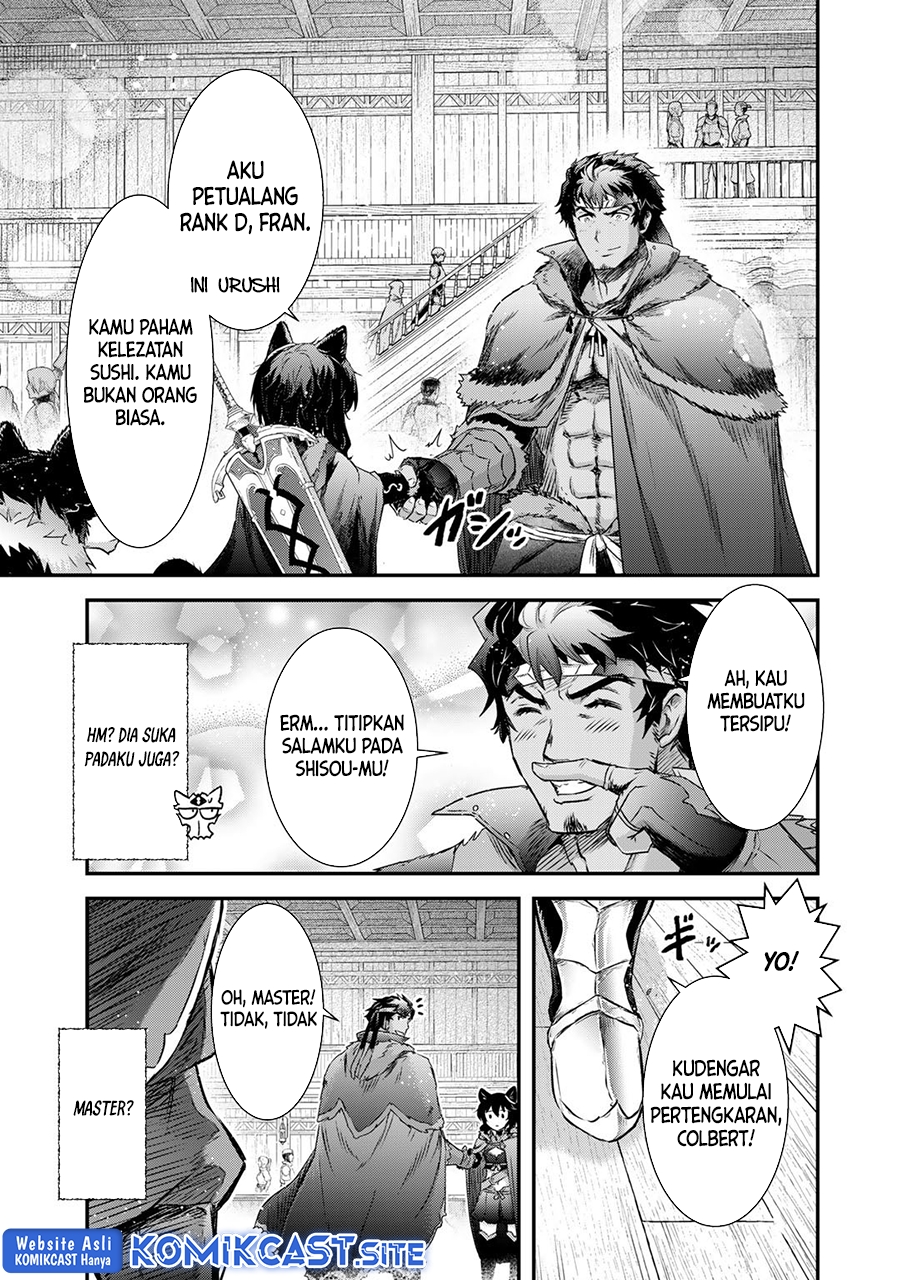 AKU
PETUALANG
RANK D, FRAN.
INI URUSHI
KAMU PAHAM
KELEZATAN
SUSHI. KAMU
BUKAN ORANG
BIASA.
ガシッ
AH, KAU
MEMBUATKU
TERSIPU!
ERM... TITIPKAN
SALAMKU PADA
SHISOU-MU!
HM? DIA SUKA
PADAKU JUGA?
YO!
ギッ
KUDENGAR
KAU MEMULAI
PERTENGKARAN,
COLBERT!
OH, MASTER!
TIDAK, TIDAK
MASTER?
Website Asli
KOMIKCAST Hanya
KOMIKCAST.SITE